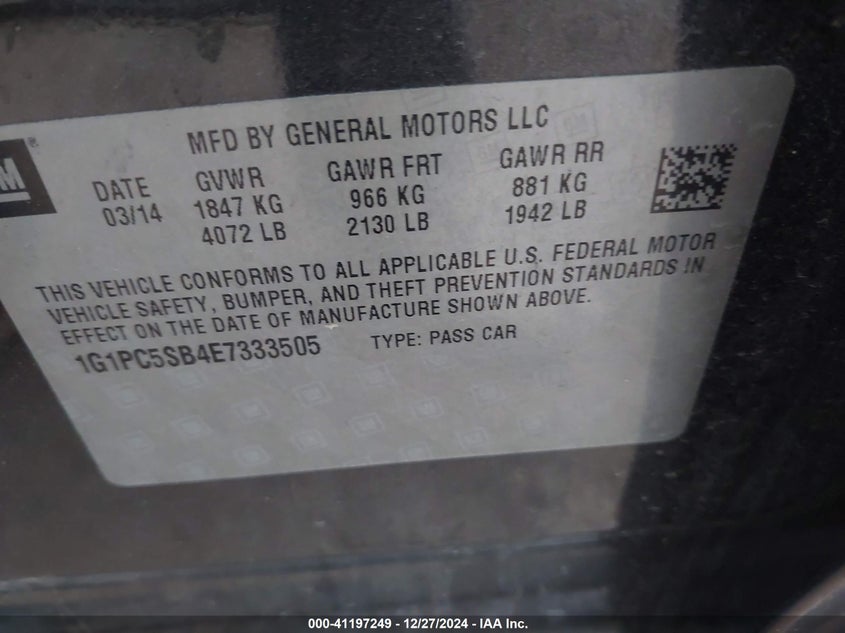 MFD BY GENERAL MOTORS LLC
GM
DATE GVWR GAWR FRT GAWR RR
03/14 1847 KG 966 KG 881 KG
4072 LB 2130 LB 1942 LB
THIS VEHICLE CONFORMS TO ALL APPLICABLE U.S. FEDERAL MOTOR
VEHICLE SAFETY, BUMPER, AND THEFT PREVENTION STANDARDS IN
EFFECT ON THE DATE OF MANUFACTURE SHOWN ABOVE.
1G1PC5SB4E7333505 TYPE: PASS CAR
000-41197249 - 12/27/2024 - IAA Inc.